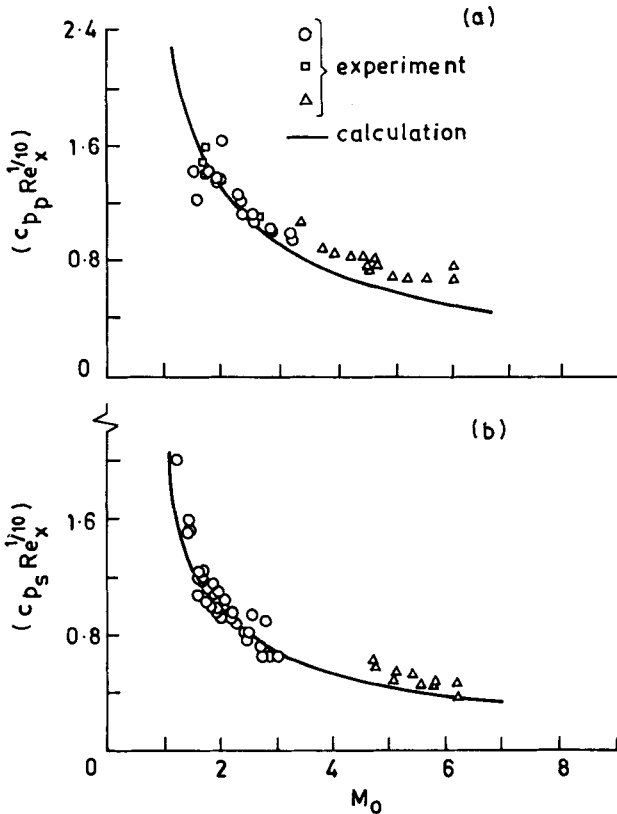 (a)
2·4
1·6
0·8
0
(c_{p_p} Re_x^{1/10})
experiment
calculation
(b)
1·6
0·8
0
(c_{p_s} Re_x^{1/10})
2
4
6
8
M_0